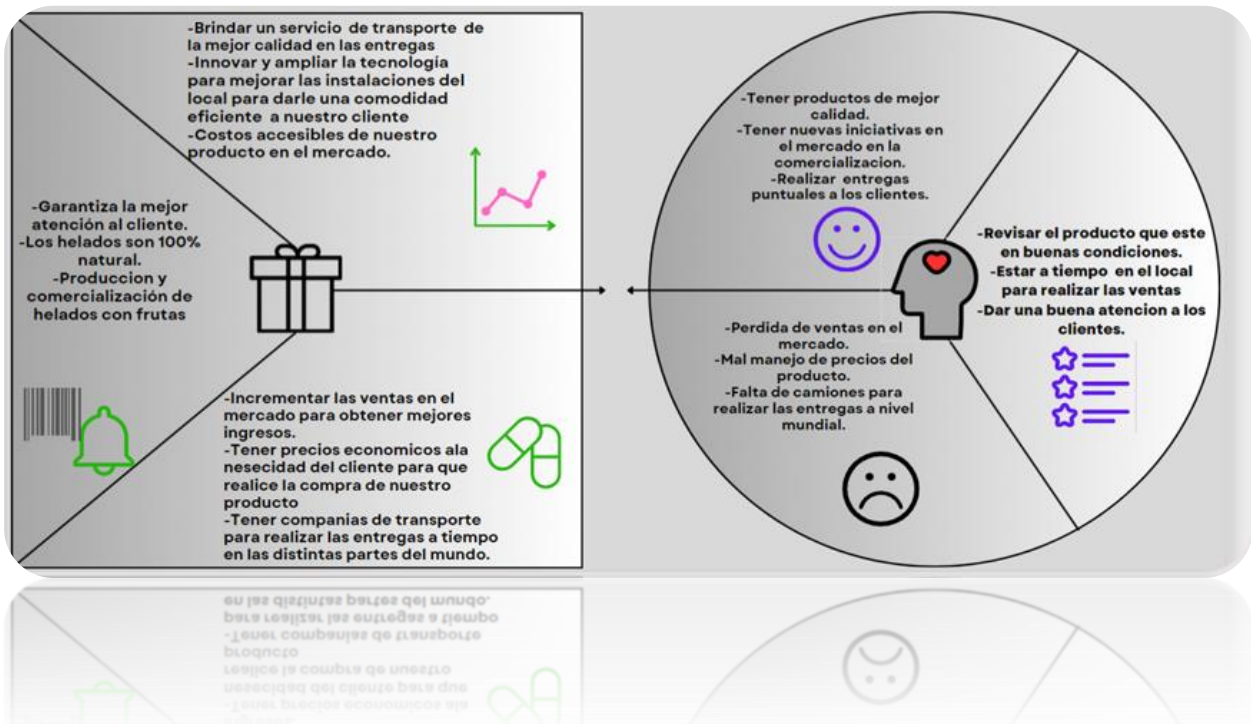 -Brindar un servicio de transporte de
la mejor calidad en las entregas
-Innovar y ampliar la tecnología
para mejorar las instalaciones del
local para darle una comodidad
eficiente a nuestro cliente
-Costos accesibles de nuestro
producto en el mercado.
-Garantiza la mejor
atención al cliente.
-Los helados son 100%
natural.
-Produccion y
comercialización de
helados con frutas
-Incrementar las ventas en el
mercado para obtener mejores
ingresos.
-Tener precios economicos ala
nesecidad del cliente para que
realice la compra de nuestro
producto
-Tener companias de transporte
para realizar las entregas a tiempo
en las distintas partes del mundo.
-Tener productos de mejor
calidad.
-Tener nuevas iniciativas en
el mercado en la
comercializacion.
-Realizar entregas
puntuales a los clientes.
-Revisar el producto que este
en buenas condiciones.
-Estar a tiempo en el local
para realizar las ventas
-Dar una buena atencion a los
clientes.
-Perdida de ventas en el
mercado.
-Mal manejo de precios del
producto.
-Falta de camiones para
realizar las entregas a nivel
mundial.